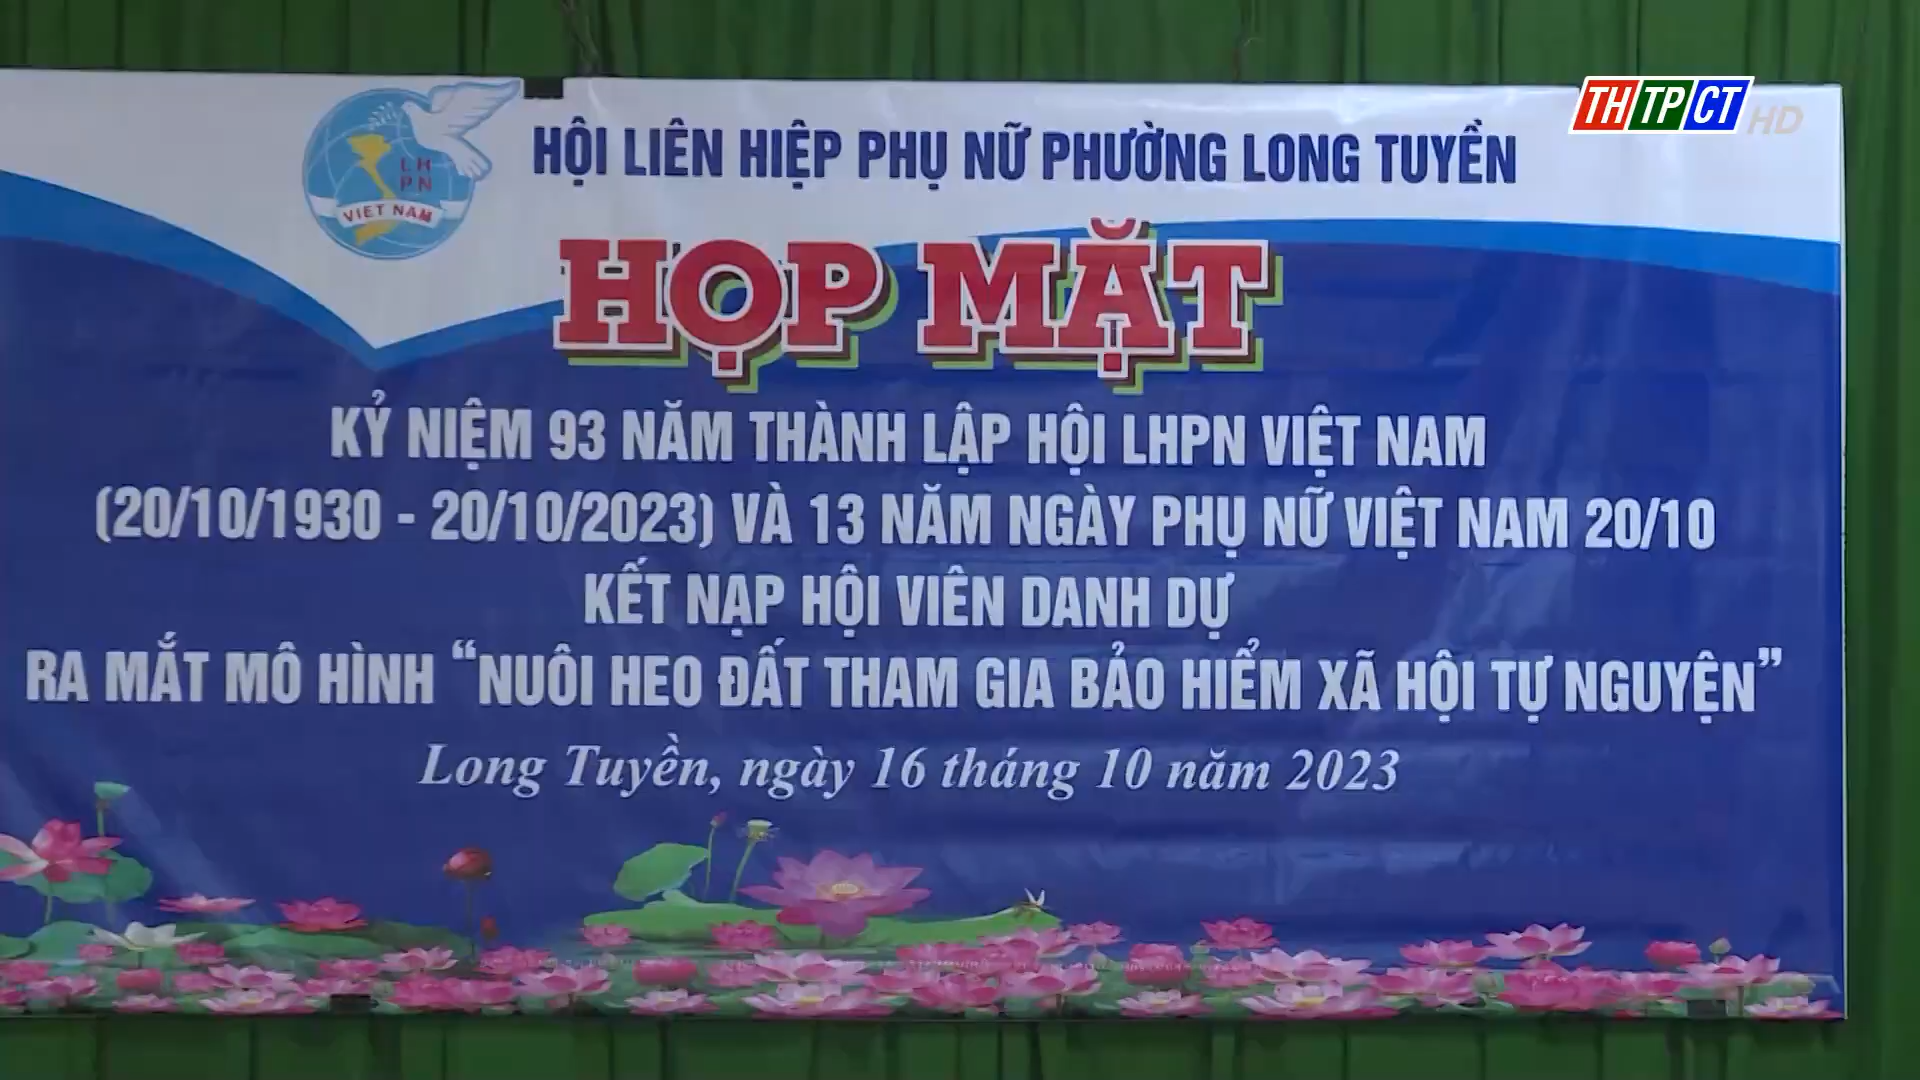 THTPCT HD
LH
PN
VIỆT NAM
HỘI LIÊN HIỆP PHỤ NỮ PHƯỜNG LONG TUYỀN
HỌP MẶT
KỶ NIỆM 93 NĂM THÀNH LẬP HỘI LHPN VIỆT NAM
(20/10/1930 - 20/10/2023) VÀ 13 NĂM NGÀY PHỤ NỮ VIỆT NAM 20/10
KẾT NẠP HỘI VIÊN DANH DỰ
RA MẮT MÔ HÌNH “NUÔI HEO ĐẤT THAM GIA BẢO HIỂM XÃ HỘI TỰ NGUYỆN”
Long Tuyền, ngày 16 tháng 10 năm 2023